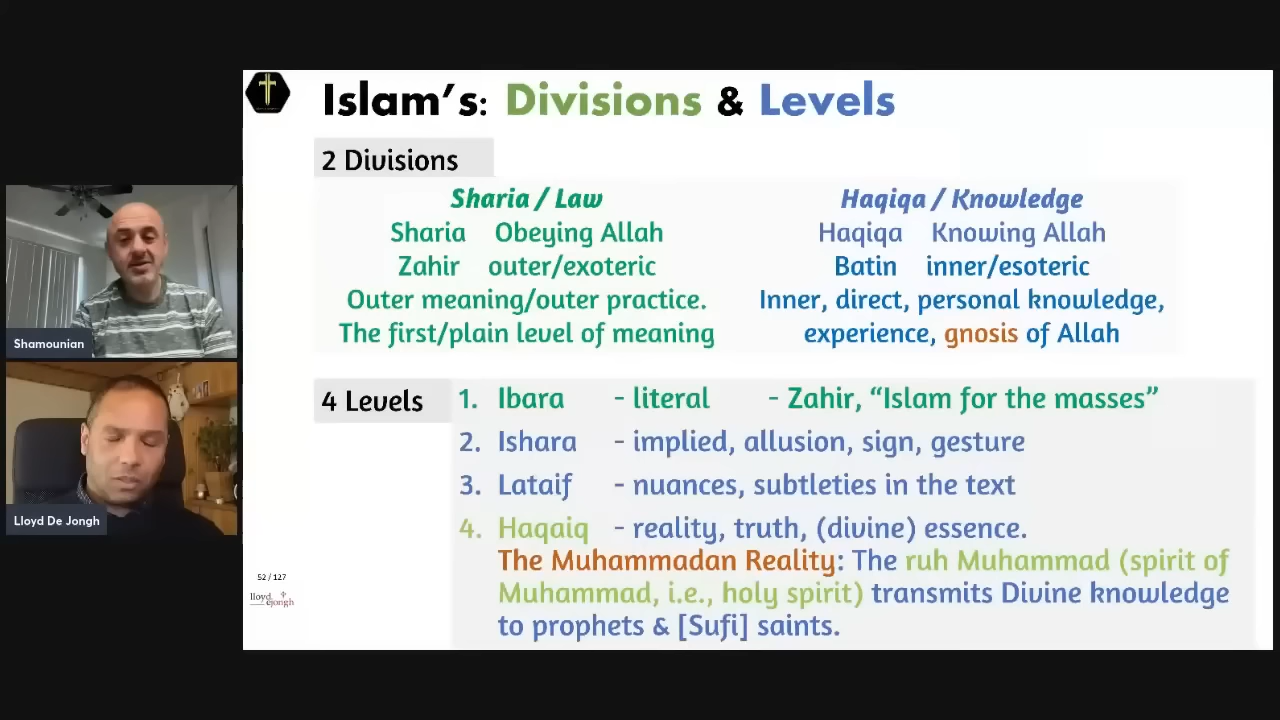 Islam's: Divisions & Levels
2 Divisions
Sharia / Law
Sharia Obeying Allah
Zahir outer/exoteric
Outer meaning/outer practice.
The first/plain level of meaning
Haqiqa / Knowledge
Haqiqa Knowing Allah
Batin inner/esoteric
Inner, direct, personal knowledge,
experience, gnosis of Allah
4 Levels
1. Ibara - literal - Zahir, “Islam for the masses”
2. Ishara - implied, allusion, sign, gesture
3. Lataif - nuances, subtleties in the text
4. Haqaiq - reality, truth, (divine) essence.
The Muhammadan Reality: The ruh Muhammad (spirit of
Muhammad, i.e., holy spirit) transmits Divine knowledge
to prophets & [Sufi] saints.
Shamounian
Lloyd De Jongh
52 / 127
lloyd
dejongh